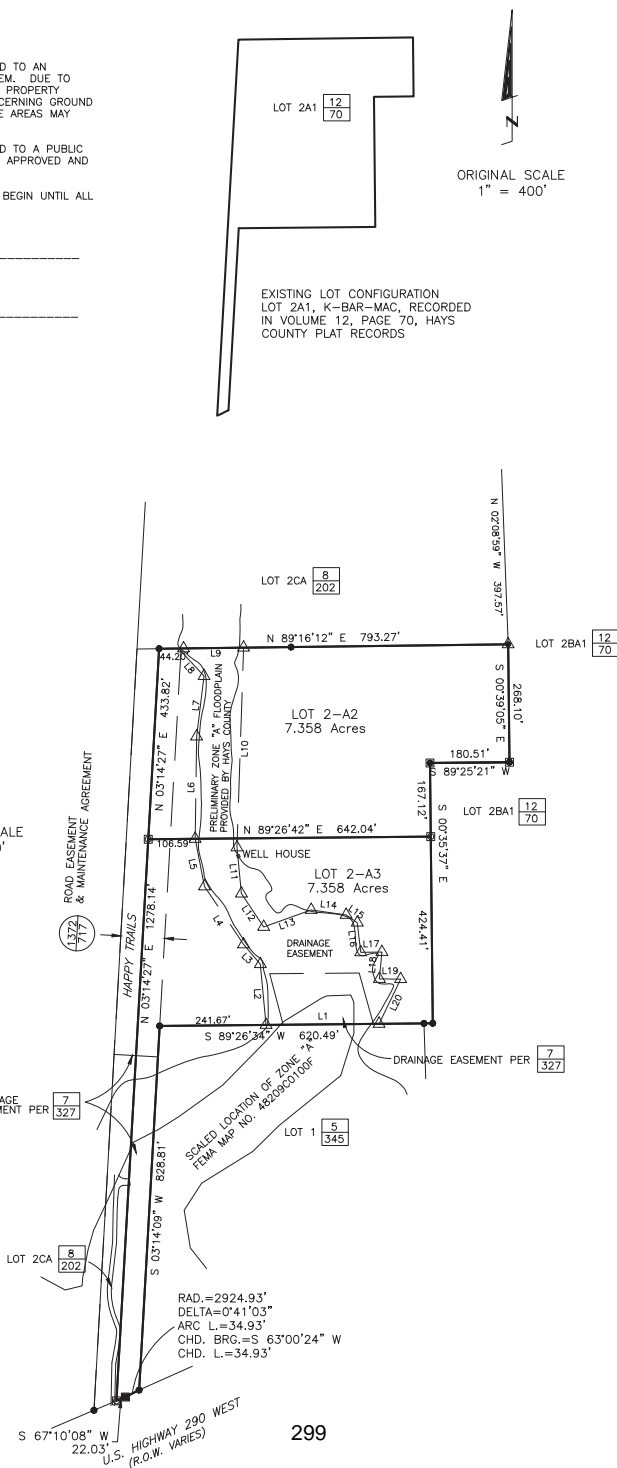 D TO AN
EM. DUE TO
PROPERTY
CERNING GROUND
E AREAS MAY
D TO A PUBLIC
APPROVED AND
BEGIN UNTIL ALL
LOT 2A1 12
70
N
ORIGINAL SCALE
1" = 400'
EXISTING LOT CONFIGURATION
LOT 2A1, K-BAR-MAC, RECORDED
IN VOLUME 12, PAGE 70, HAYS
COUNTY PLAT RECORDS
N 02°08'59" W 397.57'
LOT 2CA 8
202
N 89°16'12" E 793.27'
LOT 2BA1 12
70
44.20'
L9
L8
L7
L6
L10
N 03°14'27" E 433.82'
PRELIMINARY ZONE "A" FLOODPLAIN
PROVIDED BY HAYS COUNTY
LOT 2-A2
7.358 Acres
S 00°39'05" E
268.10'
180.51'
S 89°25'21" W
167.12'
S 00°35'37" E
LOT 2BA1 12
70
ALE
0'
ROAD EASEMENT
& MAINTENANCE AGREEMENT
1372
717
HAPPY TRAILS
N 03°14'27" E 1278.14'
106.59'
N 89°26'42" E 642.04'
WELL HOUSE
LOT 2-A3
7.358 Acres
L5
L11
L12
L13
L14
L15
L4
L3
L2
L16
L17
L18
L19
L20
DRAINAGE
EASEMENT
424.41'
241.67'
L1
S 89°26'34" W 620.49'
DRAINAGE EASEMENT PER 7
327
AGE
MENT PER 7
327
SCALED LOCATION OF ZONE "A"
FEMA MAP NO. 48209C0100F
LOT 1 5
345
S 03°14'09" W 828.81'
LOT 2CA 8
202
RAD.=2924.93'
DELTA=0°41'03"
ARC L.=34.93'
CHD. BRG.=S 63°00'24" W
CHD. L.=34.93'
S 67°10'08" W
22.03'
U.S. HIGHWAY 290 WEST
(R.O.W. VARIES)
299